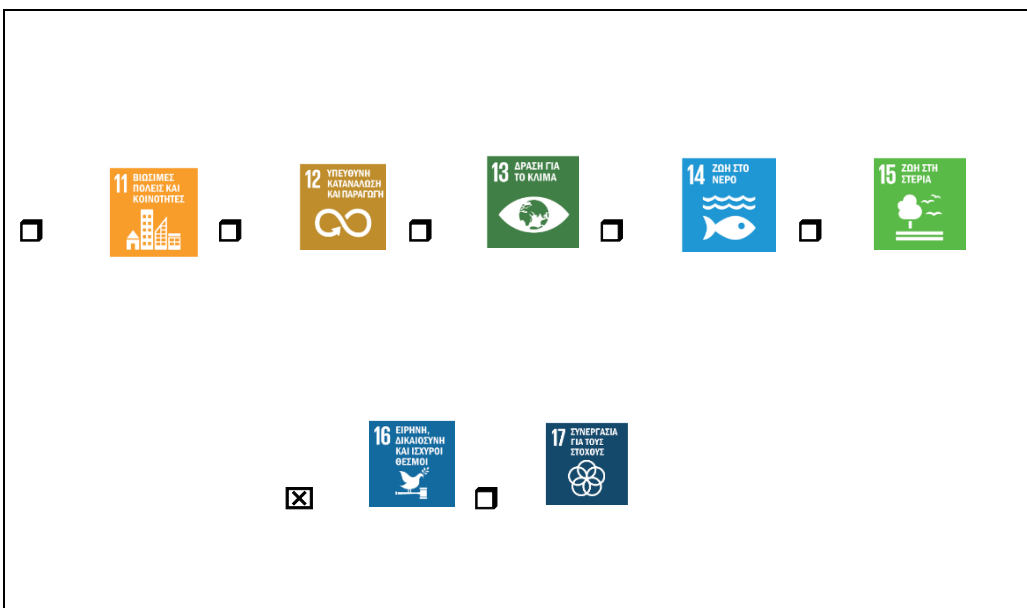 11 ΒΙΩΣΙΜΕΣ
ΠΟΛΕΙΣ ΚΑΙ
ΚΟΙΝΟΤΗΤΕΣ
12 ΥΠΕΥΘΥΝΗ
ΚΑΤΑΝΑΛΩΣΗ
ΚΑΙ ΠΑΡΑΓΩΓΗ
13 ΔΡΑΣΗ ΓΙΑ
ΤΟ ΚΛΙΜΑ
14 ΖΩΗ ΣΤΟ
ΝΕΡΟ
15 ΖΩΗ ΣΤΗ
ΣΤΕΡΙΑ
16 ΕΙΡΗΝΗ,
ΔΙΚΑΙΟΣΥΝΗ
ΚΑΙ ΙΣΧΥΡΟΙ
ΘΕΣΜΟΙ
17 ΣΥΝΕΡΓΑΣΙΑ
ΓΙΑ ΤΟΥΣ
ΣΤΟΧΟΥΣ